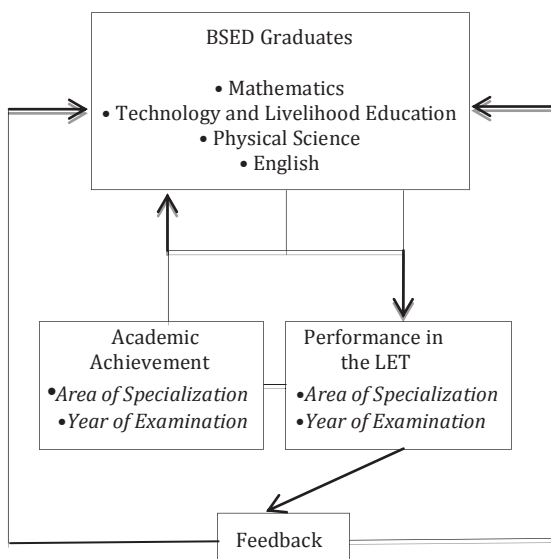 BSED Graduates
• Mathematics
• Technology and Livelihood Education
• Physical Science
• English
Academic
Achievement
•Area of Specialization
•Year of Examination
Performance in
the LET
•Area of Specialization
•Year of Examination
Feedback